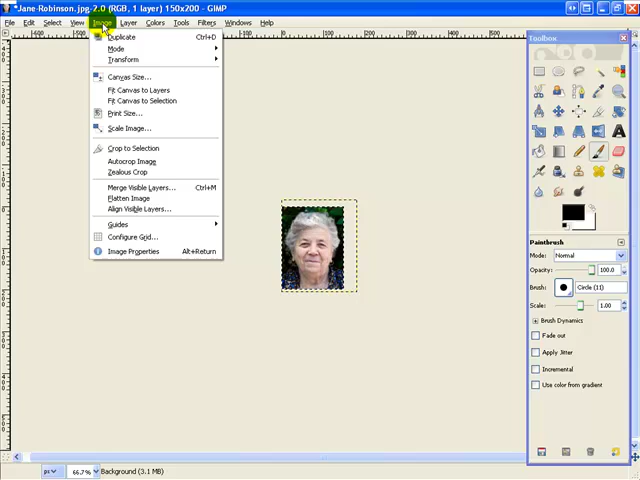 *Jane-Robinson.jpg-2.0 (RGB, 1 layer) 150x200 – GIMP
File Edit Select View Image Layer Colors Tools Filters Windows Help
Duplicate Ctrl+D
Mode
Transform
Canvas Size...
Fit Canvas to Layers
Fit Canvas to Selection
Print Size...
Scale Image...
Crop to Selection
Autocrop Image
Zealous Crop
Merge Visible Layers... Ctrl+M
Flatten Image
Align Visible Layers...
Guides
Configure Grid...
Image Properties Alt+Return
Toolbox
Paintbrush
Mode: Normal
Opacity: 100.0
Brush: Circle (11)
Scale: 1.00
Brush Dynamics
Fade out
Apply Jitter
Incremental
Use color from gradient
px 66.7% Background (3.1 MB)